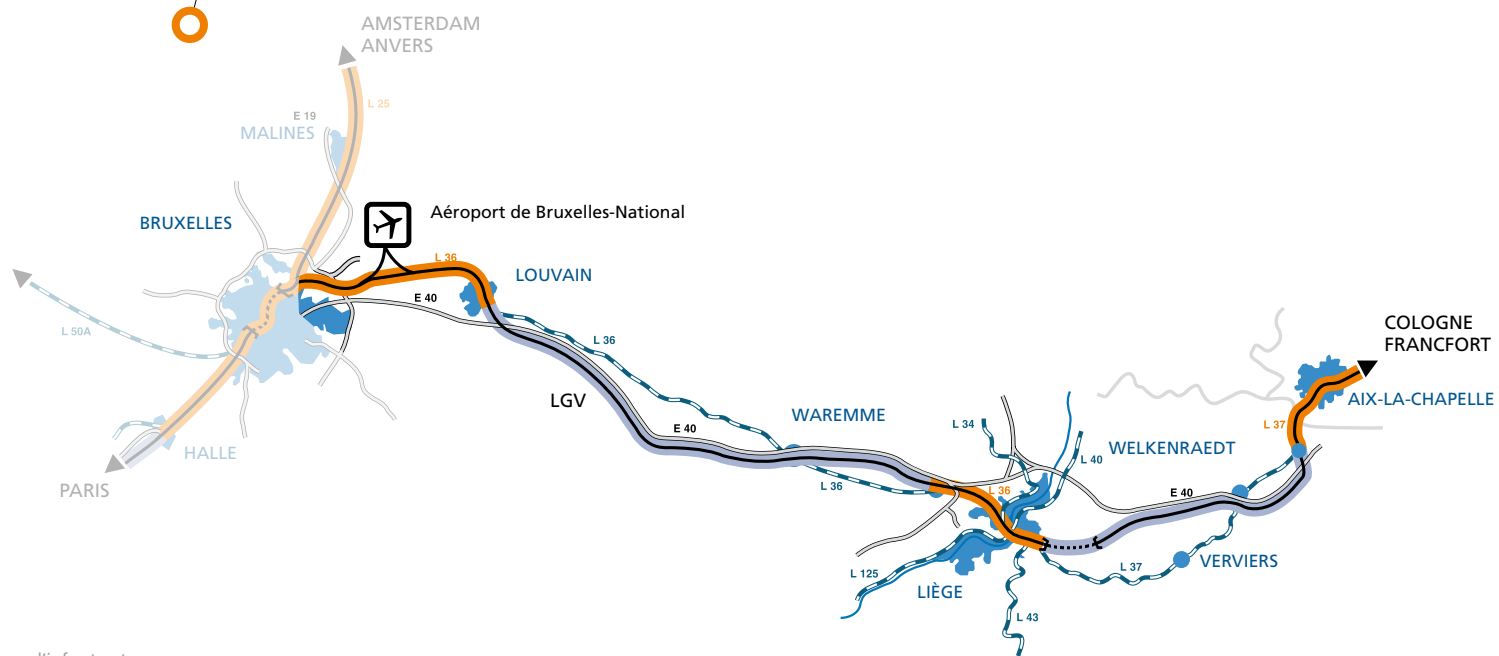 AMSTERDAM
ANVERS
L 25
E 19
MALINES
BRUXELLES
Aéroport de Bruxelles-National
L 36
LOUVAIN
E 40
L 50A
L 36
COLOGNE
FRANCFORT
LGV
AIX-LA-CHAPELLE
WAREMME
L 37
L 34
E 40
WELKENRAEDT
HALLE
L 40
PARIS
L 36
L 36
E 40
VERVIERS
L 37
L 125
LIÈGE
L 43